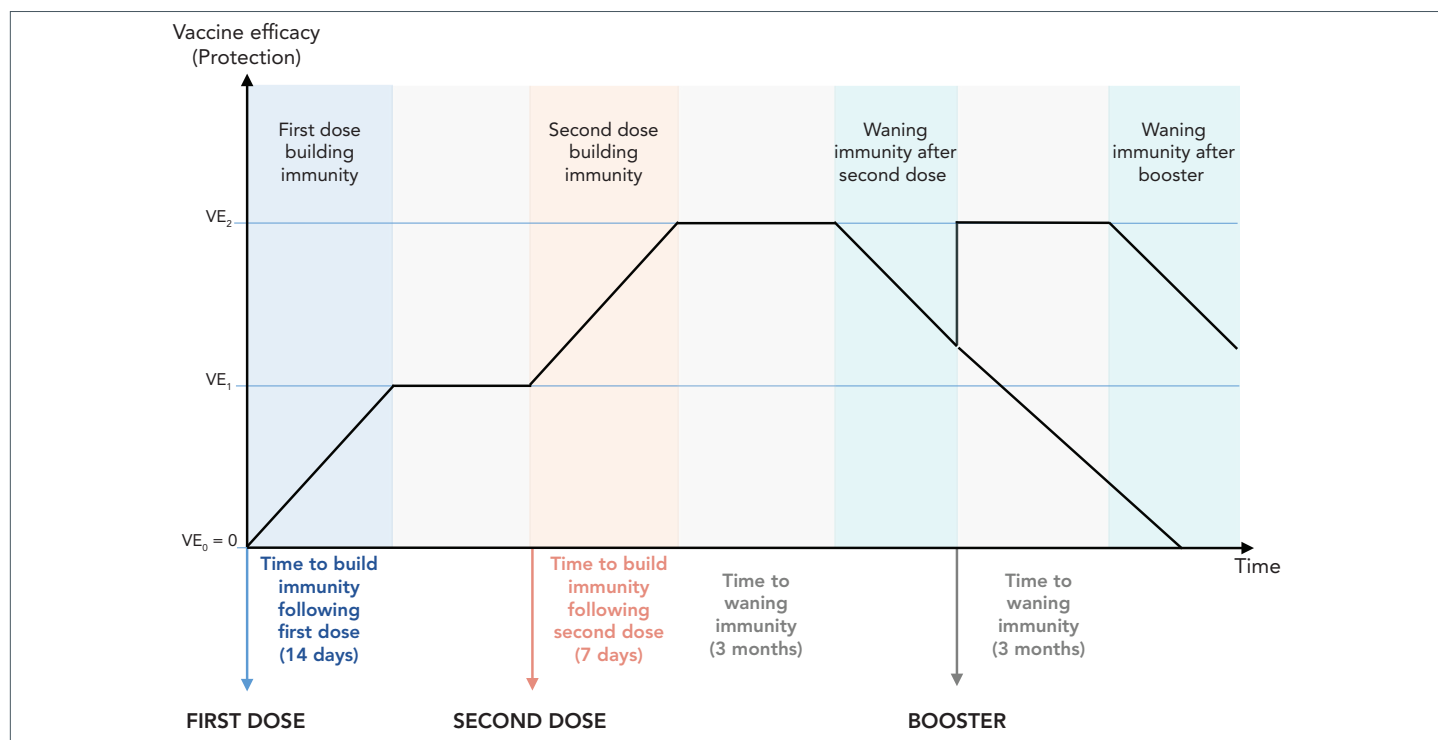 Vaccine efficacy
(Protection)
First dose
building
immunity
Second dose
building
immunity
Waning
immunity after
second dose
Waning
immunity after
booster
VE₂
VE₁
VE₀ = 0
Time
Time to build
immunity
following
first dose
(14 days)
Time to build
immunity
following
second dose
(7 days)
Time to
waning
immunity
(3 months)
Time to
waning
immunity
(3 months)
FIRST DOSE
SECOND DOSE
BOOSTER